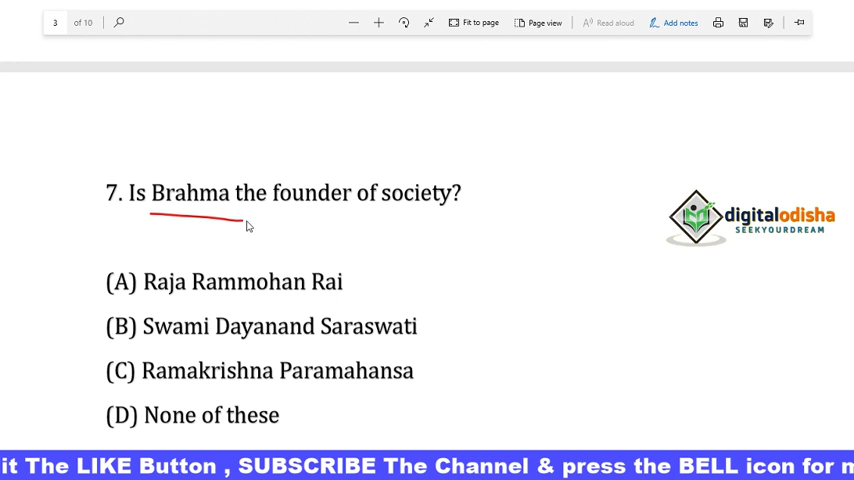 3 of 10 Fit to page Page view Read aloud Add notes
7. Is Brahma the founder of society?
digitalodisha
SEEKYOURDREAM
(A) Raja Rammohan Rai
(B) Swami Dayanand Saraswati
(C) Ramakrishna Paramahansa
(D) None of these
it The LIKE Button , SUBSCRIBE The Channel & press the BELL icon for